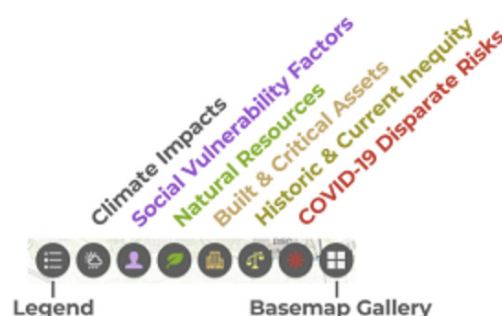 Climate Impacts
Social Vulnerability Factors
Natural Resources
Built & Critical Assets
Historic & Current Inequity
COVID-19 Disparate Risks
Legend
Basemap Gallery